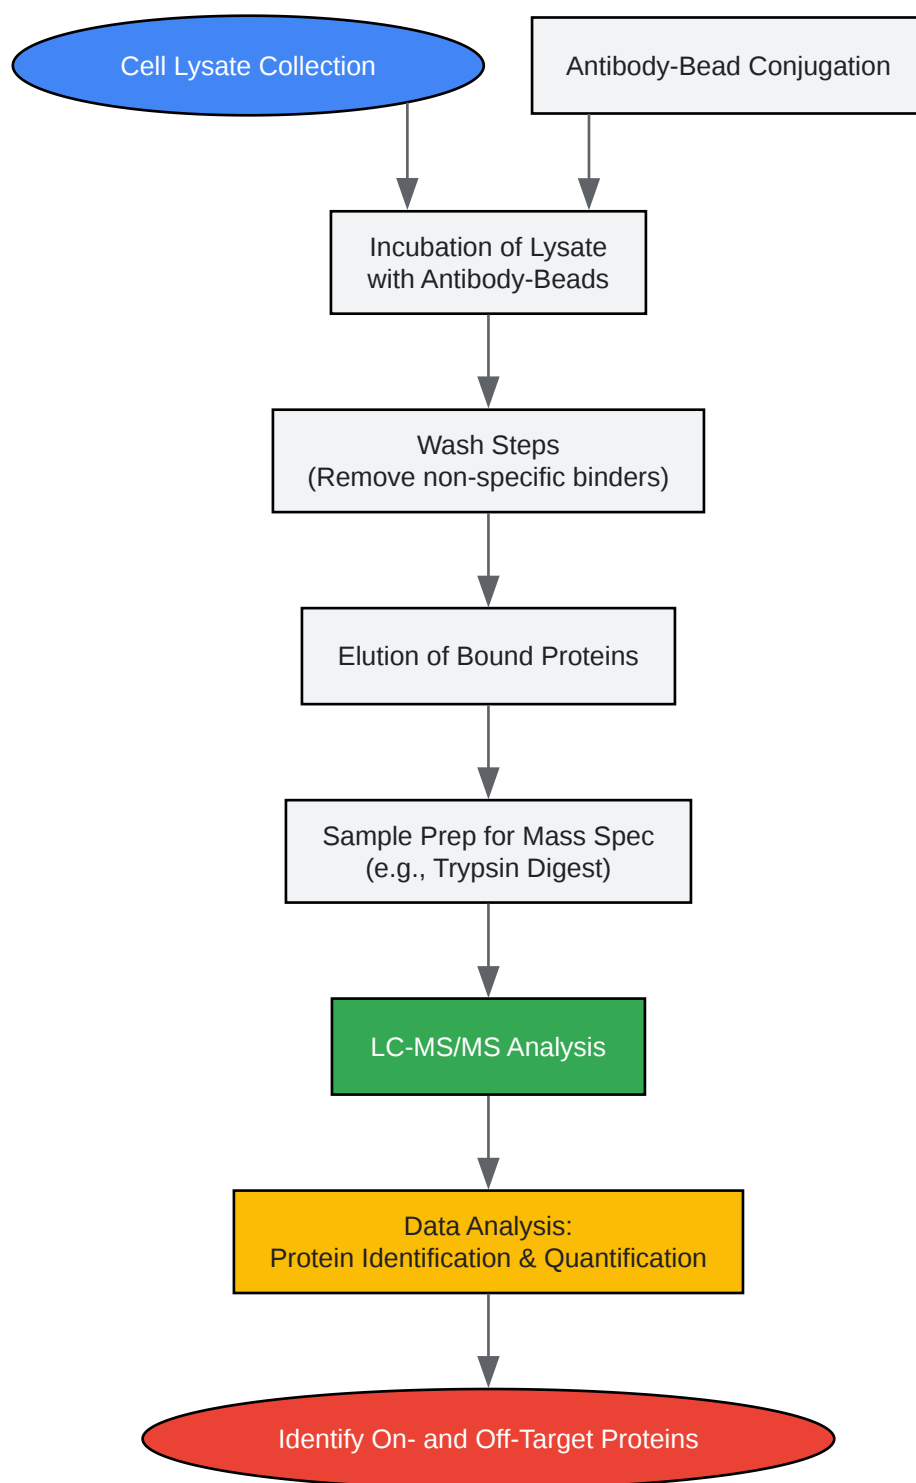 Cell Lysate Collection
Antibody-Bead Conjugation
Incubation of Lysate
with Antibody-Beads
Wash Steps
(Remove non-specific binders)
Elution of Bound Proteins
Sample Prep for Mass Spec
(e.g., Trypsin Digest)
LC-MS/MS Analysis
Data Analysis:
Protein Identification & Quantification
Identify On- and Off-Target Proteins